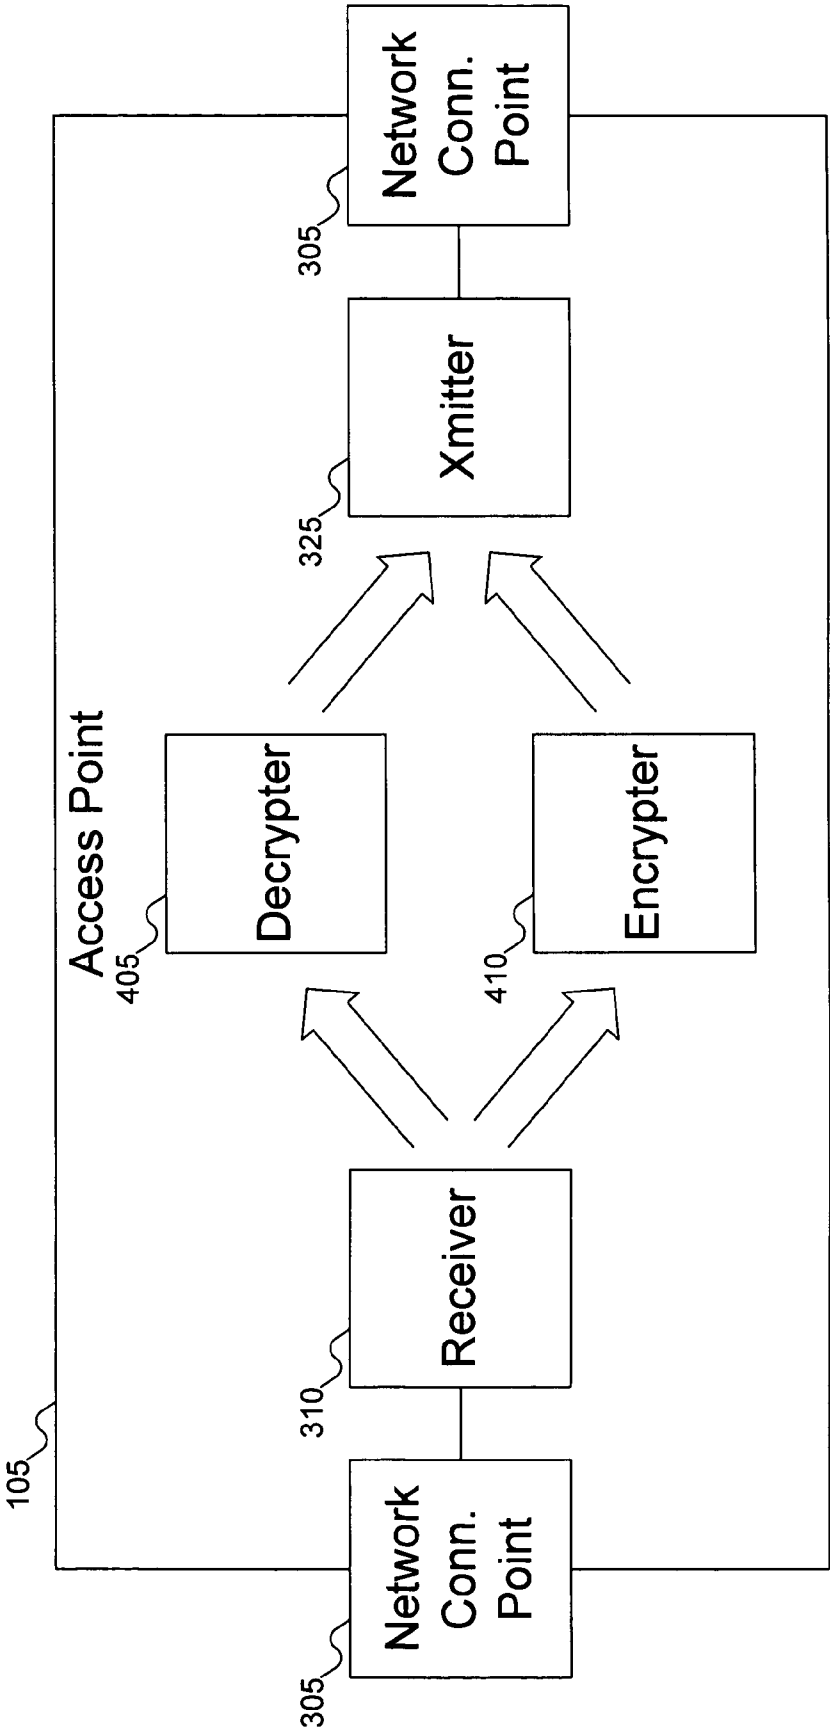 105
Access Point
305
Network
Conn.
Point
310
Receiver
405
Decrypter
410
Encrypter
325
Xmitter
305
Network
Conn.
Point